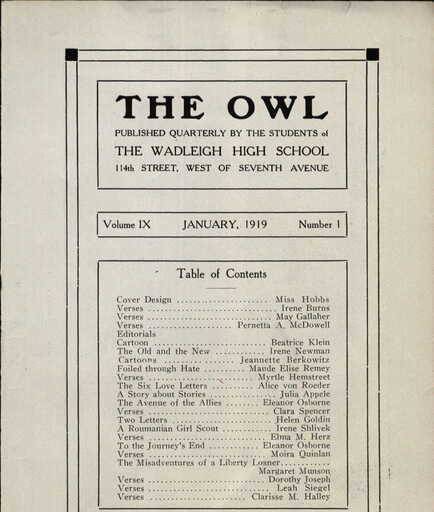 THE OWL
PUBLISHED QUARTERLY BY THE STUDENTS of
THE WADLEIGH HIGH SCHOOL
114th STREET, WEST OF SEVENTH AVENUE
Volume IX JANUARY, 1919 Number 1
Table of Contents
Cover Design ..................... Miss Hobbs
Verses ............................. Irene Burns
Verses ............................ May Gallaher
Verses .................... Pernetta A. McDowell
Editorials
Cartoon .......................... Beatrice Klein
The Old and the New ............ Irene Newman
Cartoons .................. Jeannette Berkowitz
Foiled through Hate ........ Maude Elise Remey
Verses ........................ Myrtle Hemstreet
The Six Love Letters ......... Alice von Roeder
A Story about Stories .............. Julia Appele
The Avenue of the Allies ........ Eleanor Osborne
Verses ............................ Clara Spencer
Two Letters ....................... Helen Goldin
A Roumanian Girl Scout ........... Irene Shlivek
Verses ............................ Elma M. Herz
To the Journey's End ........... Eleanor Osborne
Verses ........................... Moira Quinlan
The Misadventures of a Liberty Loaner............
Margaret Munson
Verses .......................... Dorothy Joseph
Verses ............................ Leah Siegel
Verses ....................... Clarisse M. Halley